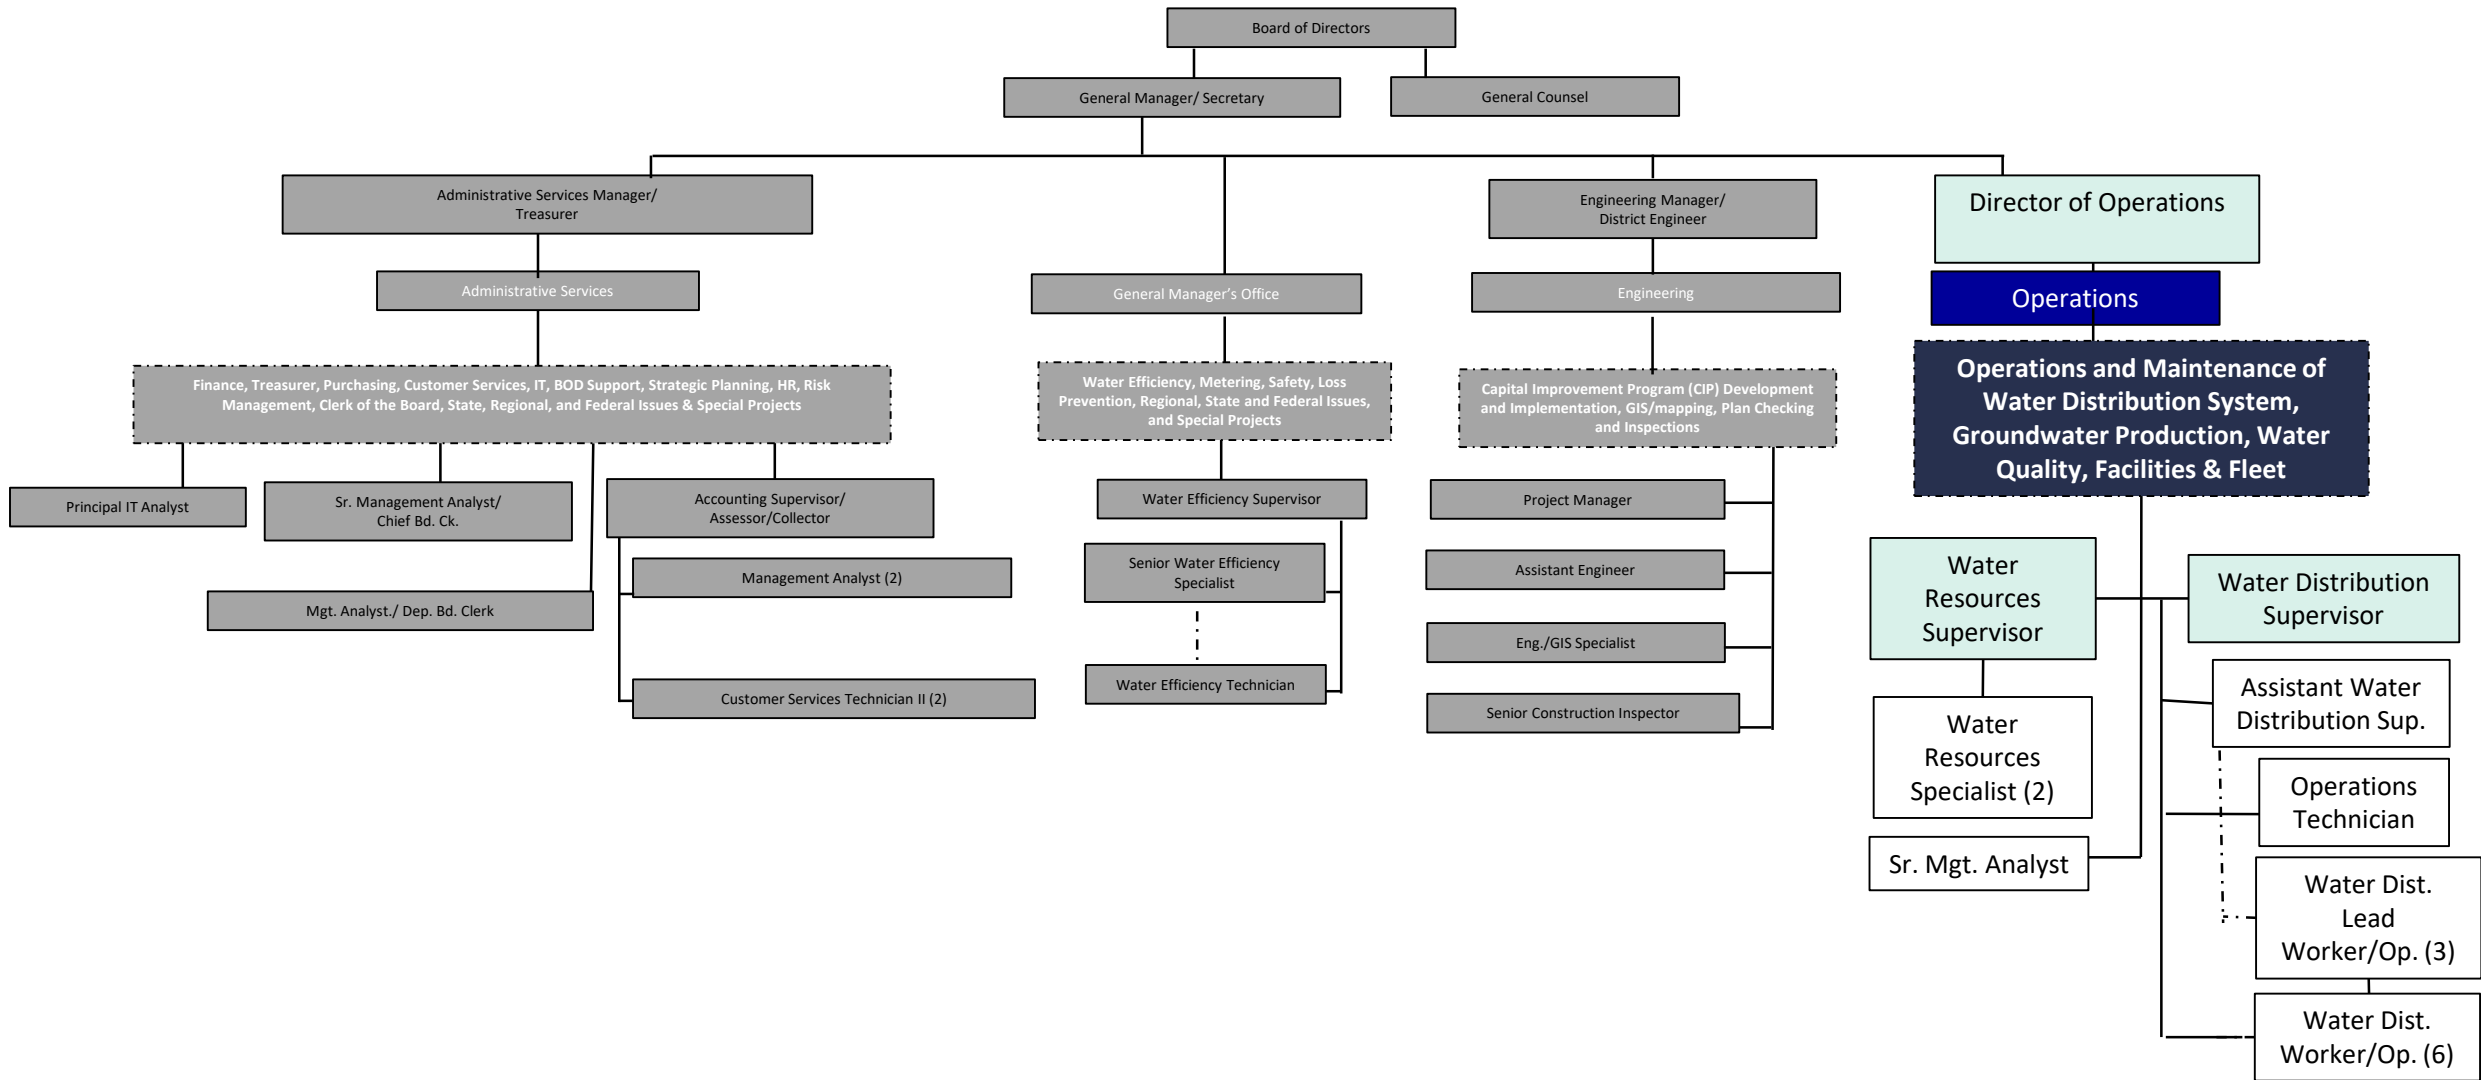 Board of Directors
General Manager/ Secretary
General Counsel
Administrative Services Manager/
Treasurer
Engineering Manager/
District Engineer
Director of Operations
Administrative Services
General Manager’s Office
Engineering
Operations
Finance, Treasurer, Purchasing, Customer Services, IT, BOD Support, Strategic Planning, HR, Risk
Management, Clerk of the Board, State, Regional, and Federal Issues & Special Projects
Water Efficiency, Metering, Safety, Loss
Prevention, Regional, State and Federal Issues,
and Special Projects
Capital Improvement Program (CIP) Development
and Implementation, GIS/mapping, Plan Checking
and Inspections
Operations and Maintenance of
Water Distribution System,
Groundwater Production, Water
Quality, Facilities & Fleet
Principal IT Analyst
Sr. Management Analyst/
Chief Bd. Ck.
Accounting Supervisor/
Assessor/Collector
Management Analyst (2)
Mgt. Analyst./ Dep. Bd. Clerk
Customer Services Technician II (2)
Water Efficiency Supervisor
Senior Water Efficiency
Specialist
Water Efficiency Technician
Project Manager
Assistant Engineer
Eng./GIS Specialist
Senior Construction Inspector
Water
Resources
Supervisor
Water Distribution
Supervisor
Water
Resources
Specialist (2)
Sr. Mgt. Analyst
Assistant Water
Distribution Sup.
Operations
Technician
Water Dist.
Lead
Worker/Op. (3)
Water Dist.
Worker/Op. (6)